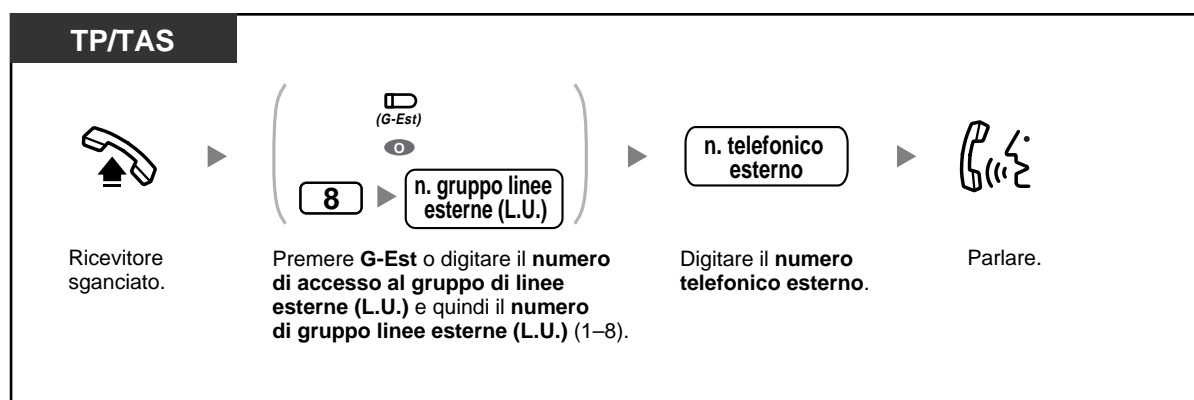 TP/TAS
(G-Est)
O
8
n. gruppo linee
esterne (L.U.)
n. telefonico
esterno
Ricevitore
sganciato.
Premere G-Est o digitare il numero
di accesso al gruppo di linee
esterne (L.U.) e quindi il numero
di gruppo linee esterne (L.U.) (1–8).
Digitare il numero
telefonico esterno.
Parlare.